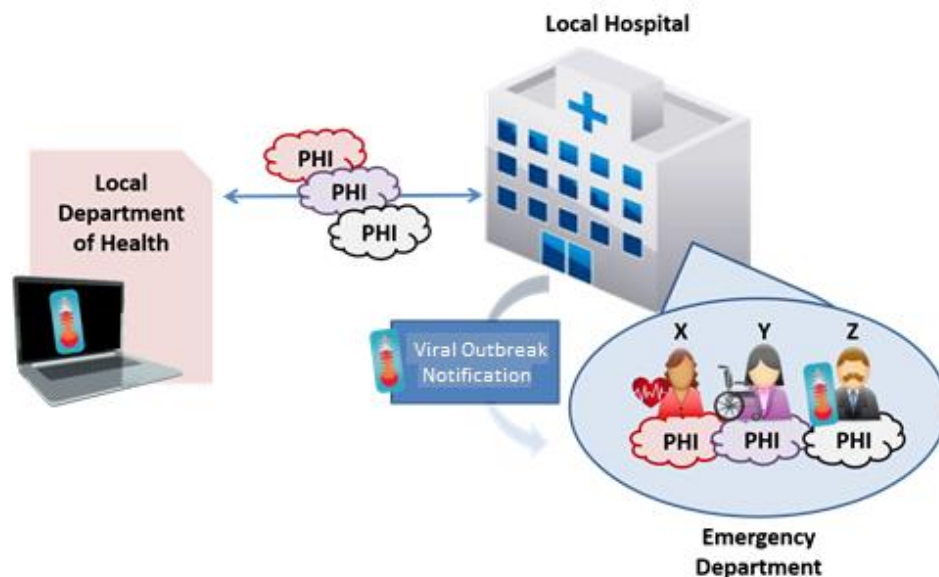 Local Hospital
Local
Department
of Health
PHI
PHI
PHI
Viral Outbreak
Notification
X Y Z
PHI PHI PHI
Emergency
Department